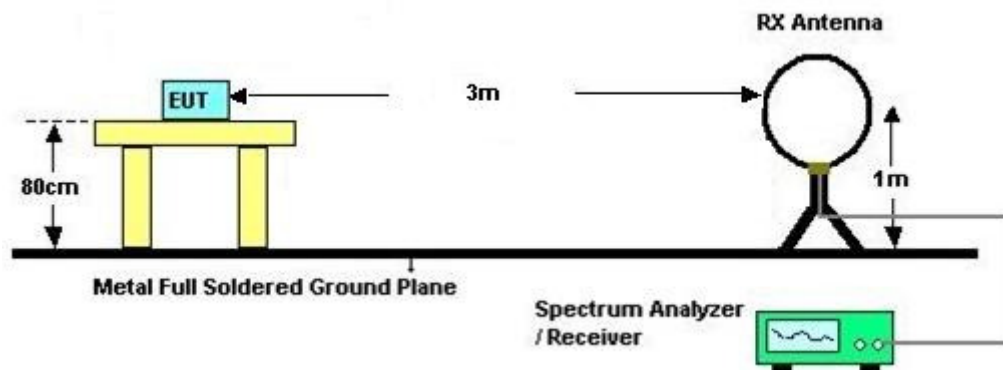 RX Antenna
EUT
3m
80cm
1m
Metal Full Soldered Ground Plane
Spectrum Analyzer
/ Receiver